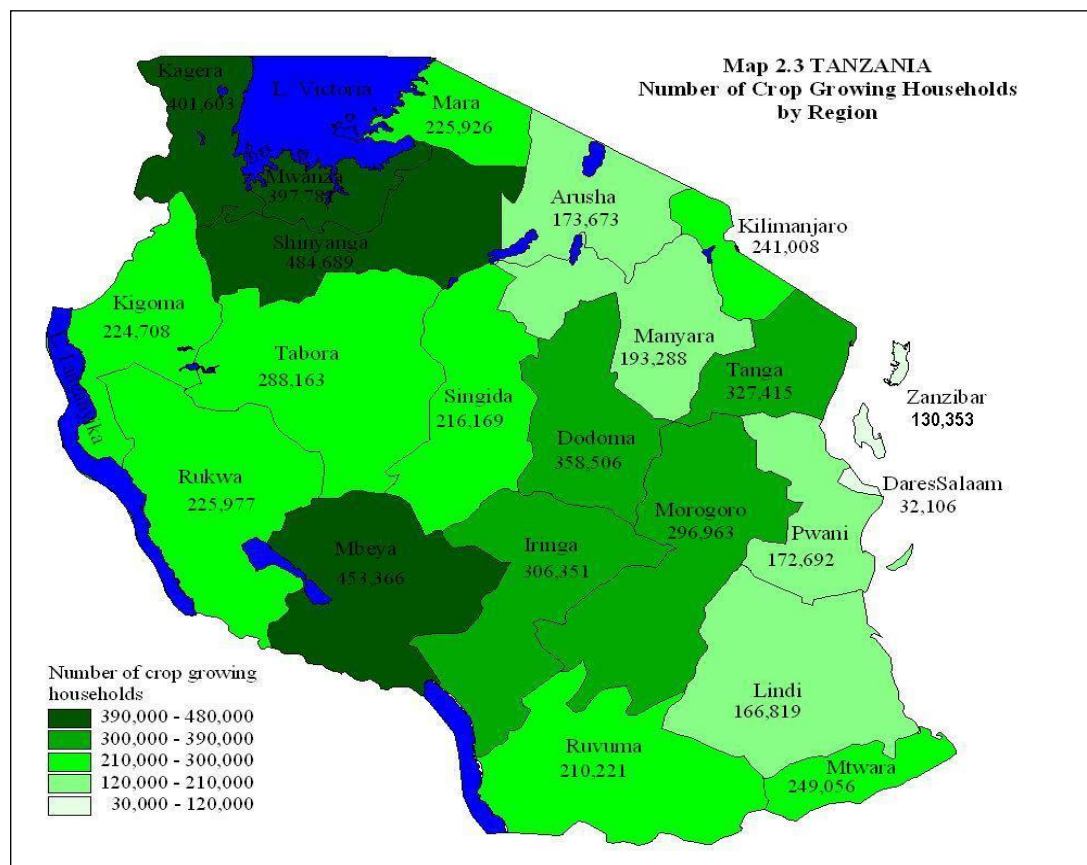 Map 2.3 TANZANIA
Number of Crop Growing Households
by Region
Kagera
401,603
L. Victoria
Mara
225,926
Mwanza
Arusha
173,673
Shinyanga
484,689
Kilimanjaro
241,008
Kigoma
224,708
Tabora
288,163
Singida
216,169
Manyara
193,288
Tanga
327,415
Zanzibar
130,353
Dodoma
358,506
Rukwa
225,977
Morogoro
296,963
DaresSalaam
32,106
Pwani
172,692
Mbeya
453,366
Iringa
306,351
Lindi
166,819
Ruvuma
210,221
Mtwara
249,056
Number of crop growing
households
390,000 - 480,000
300,000 - 390,000
210,000 - 300,000
120,000 - 210,000
30,000 - 120,000